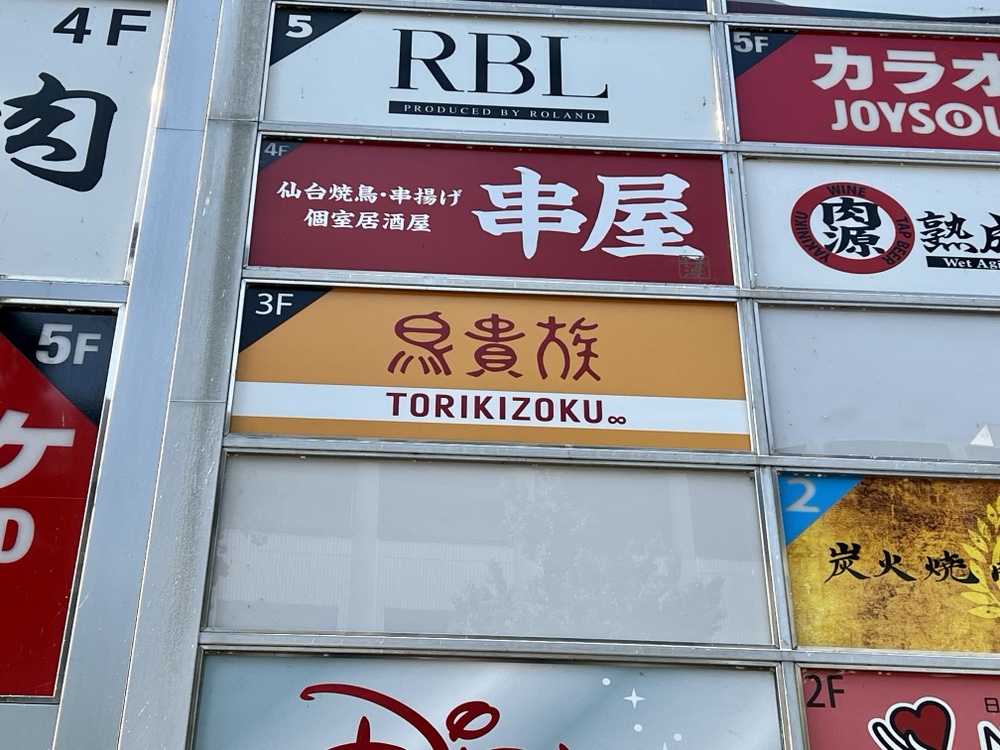 4F
肉
5F
ケ
D
5
RBL
PRODUCED BY ROLAND
4F
仙台焼鳥・串揚げ
個室居酒屋
串屋
3F
鳥貴族
TORIKIZOKU∞
5F
カラオ
JOYSOU
WINE
肉源
YAKINIKU
TAP BEER
熟成
Wet Agi
2
炭火焼
2F
日